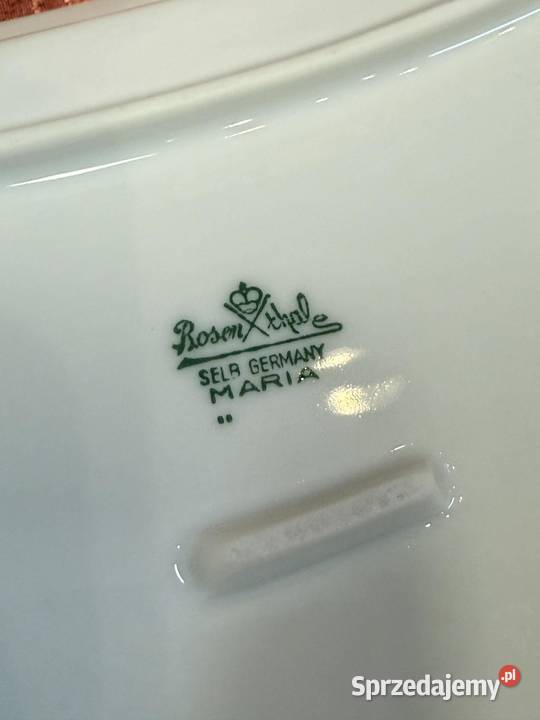 Rosenthal
SELB GERMANY
MARIA
"
Sprzedajemy.pl